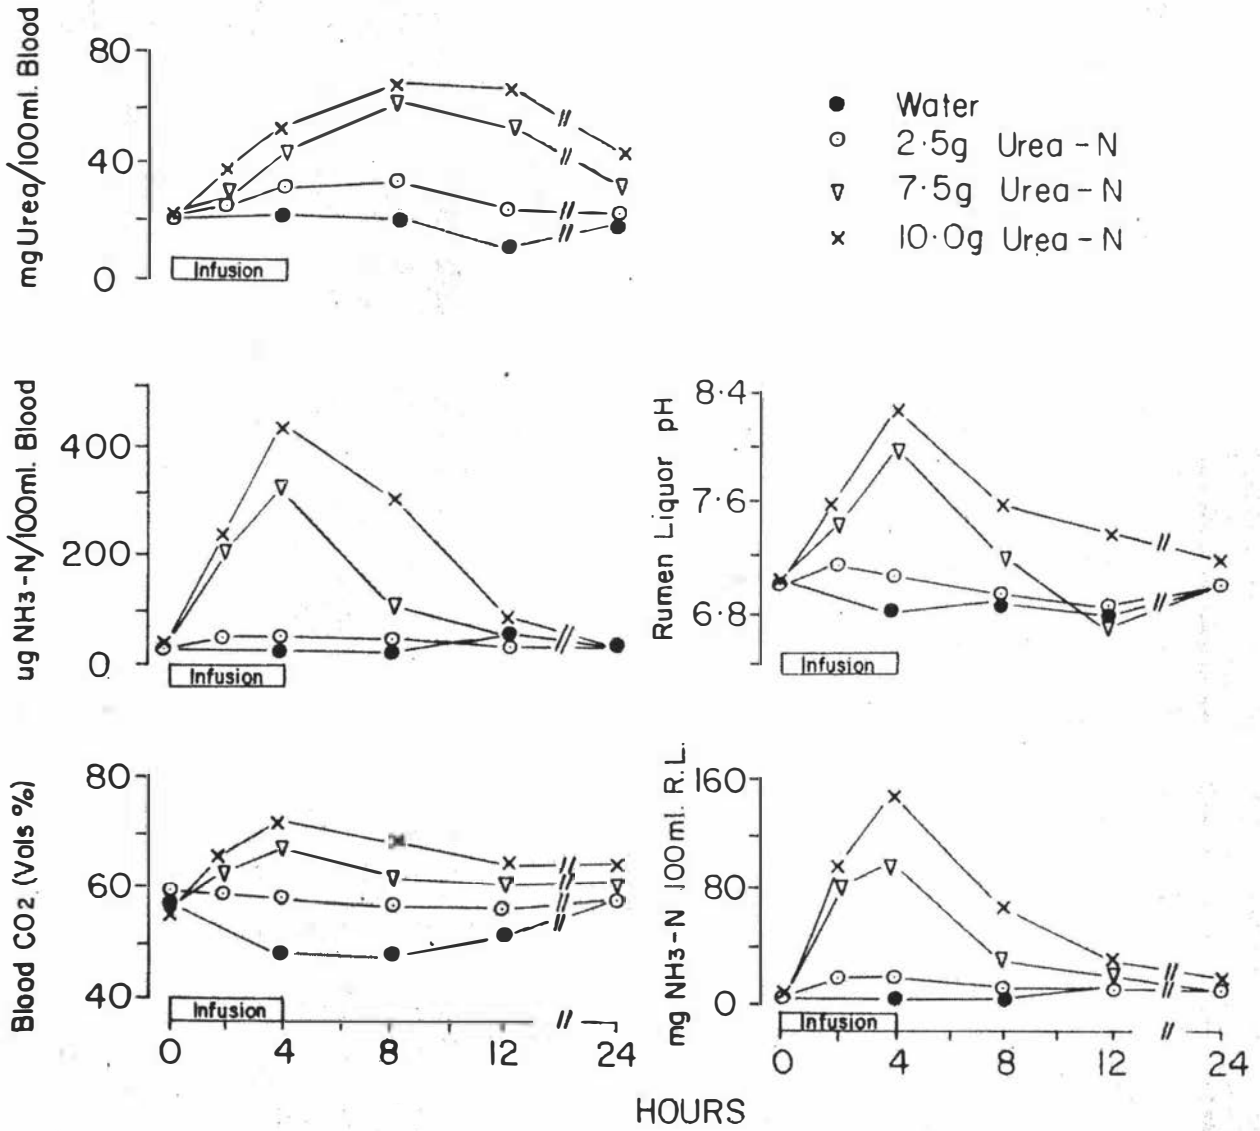 mgUrea/100ml. Blood
80
40
0
Infusion
● Water
⊙ 2·5g Urea-N
▽ 7·5g Urea-N
× 10·0g Urea-N
ug NH3-N/100ml. Blood
400
200
0
Infusion
Rumen Liquor pH
8·4
7·6
6·8
Infusion
Blood CO2 (Vols %)
80
60
40
Infusion
0 4 8 12 24
mg NH3-N 100ml. R.L.
160
80
0
Infusion
0 4 8 12 24
HOURS